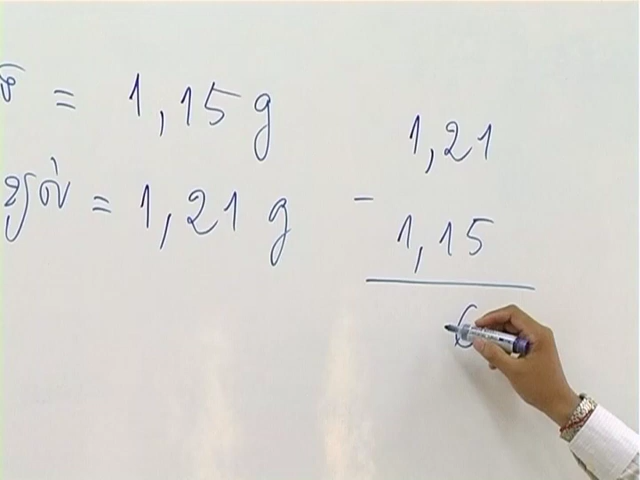 = 1,15 g
= 1,21 g
1,21
-
1,15
6